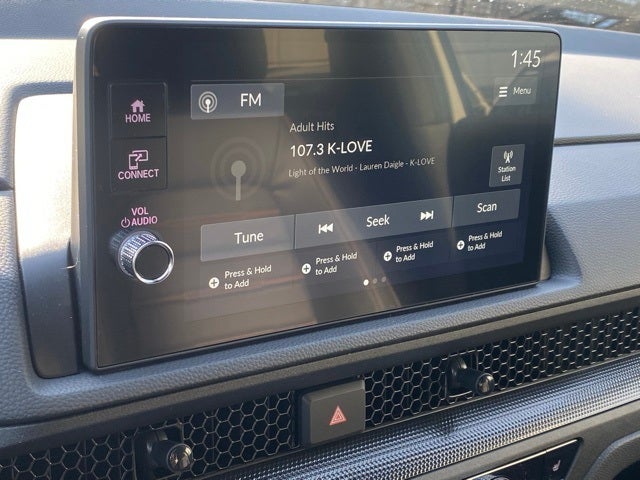 1:45
FM
Menu
HOME
Adult Hits
107.3 K-LOVE
Light of the World - Lauren Daigle - K-LOVE
CONNECT
Station
List
VOL
AUDIO
Tune
Seek
Scan
Press & Hold
to Add
Press & Hold
to Add
Press & Hold
to Add
Press & Hold
to Add